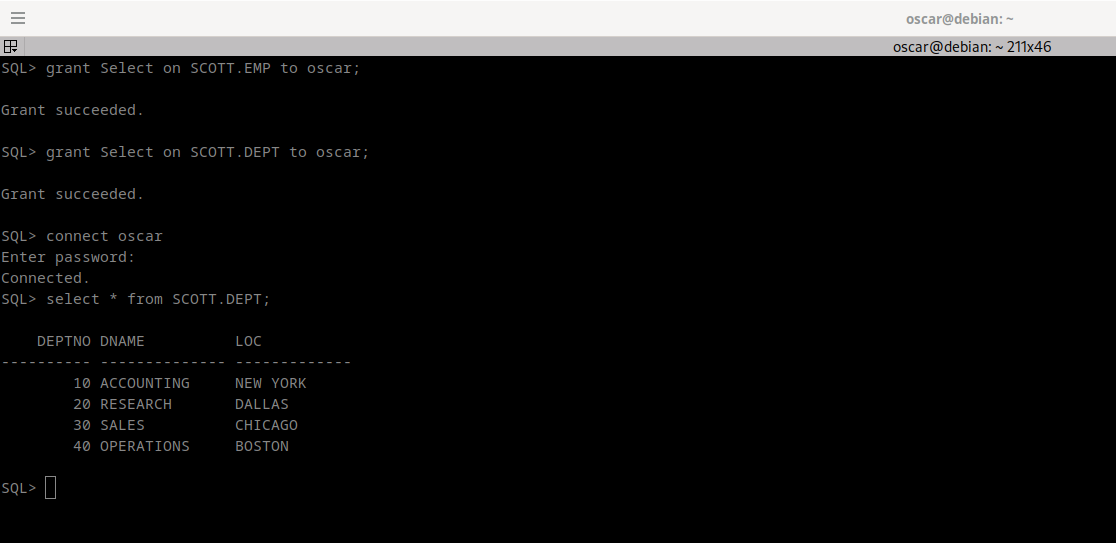 oscar@debian: ~
oscar@debian: ~ 211x46
SQL> grant Select on SCOTT.EMP to oscar;
Grant succeeded.
SQL> grant Select on SCOTT.DEPT to oscar;
Grant succeeded.
SQL> connect oscar
Enter password:
Connected.
SQL> select * from SCOTT.DEPT;
    DEPTNO DNAME          LOC
---------- -------------- -------------
        10 ACCOUNTING     NEW YORK
        20 RESEARCH       DALLAS
        30 SALES          CHICAGO
        40 OPERATIONS     BOSTON
SQL>